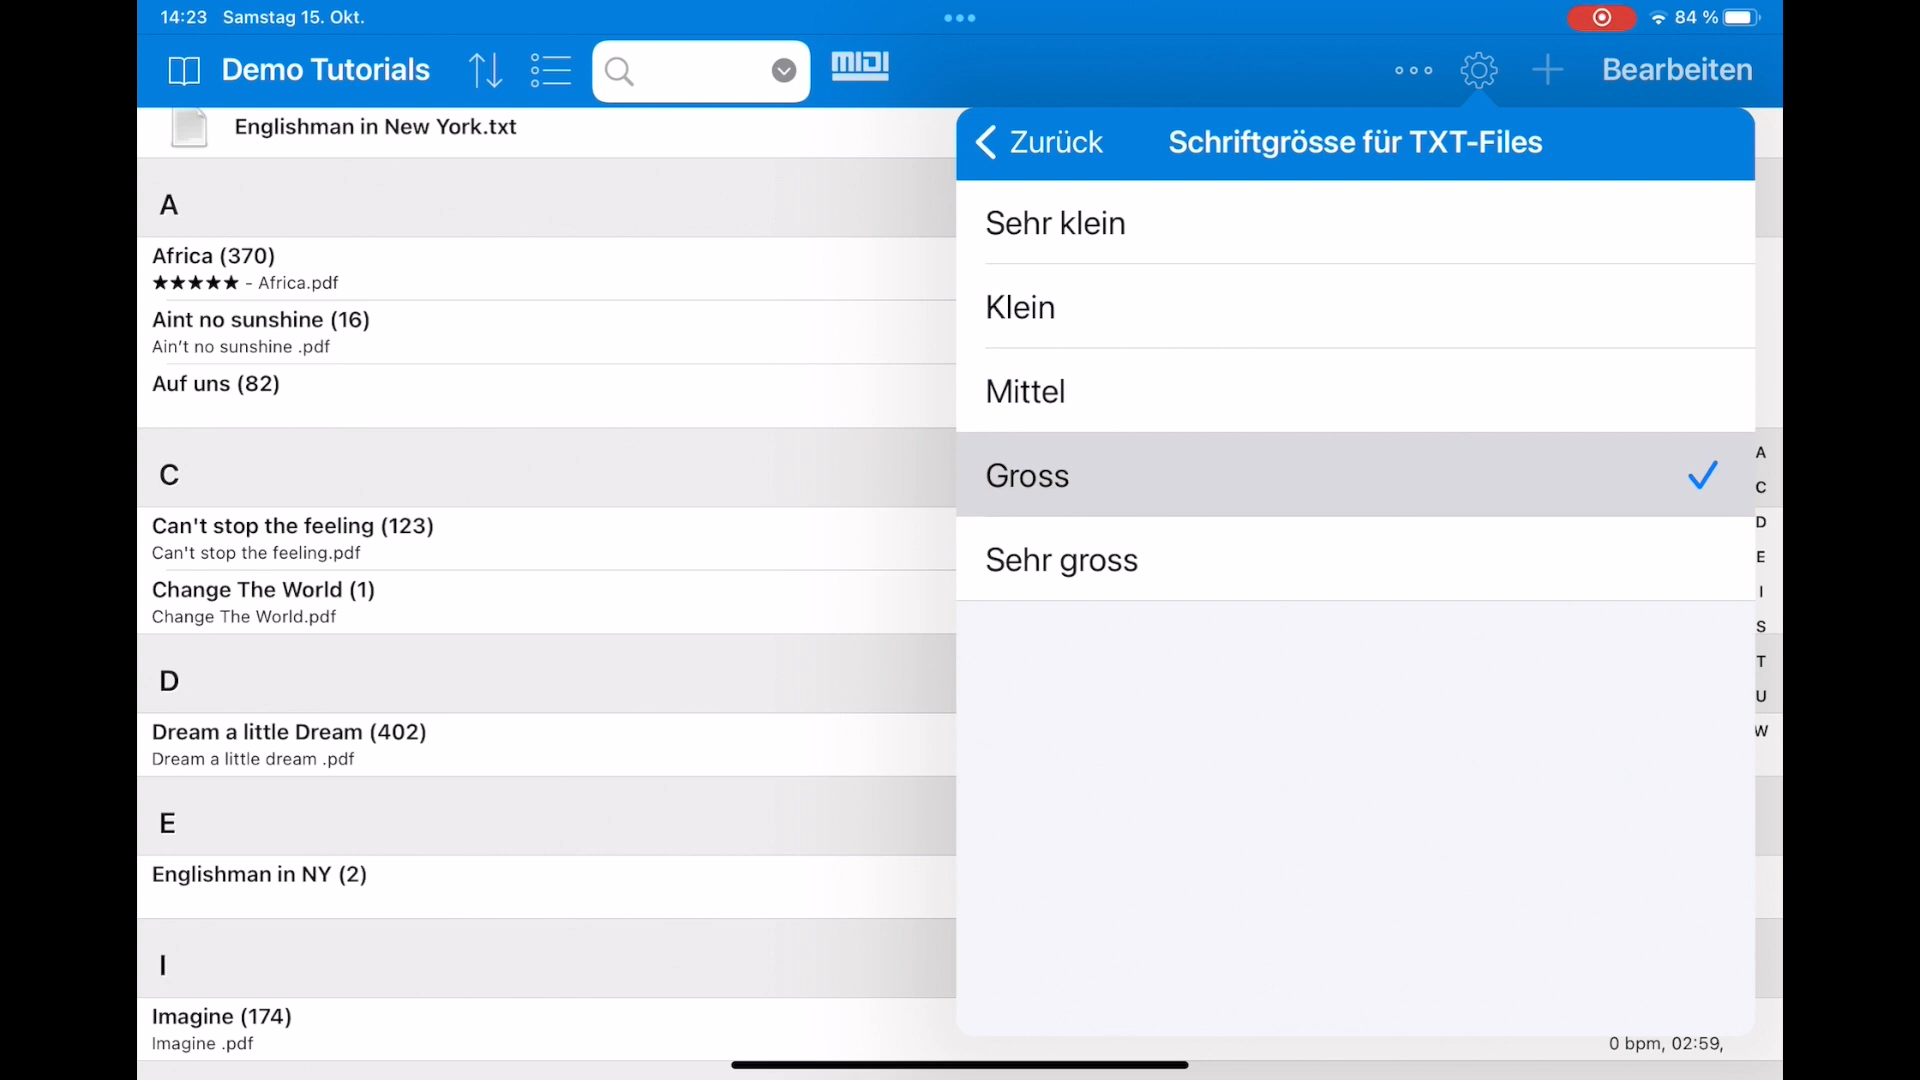 14:23 Samstag 15. Okt.
84 %
Demo Tutorials
MIDI
Bearbeiten
Englishman in New York.txt
A
Africa (370)
★★★★★ - Africa.pdf
Aint no sunshine (16)
Ain't no sunshine .pdf
Auf uns (82)
C
Can't stop the feeling (123)
Can't stop the feeling.pdf
Change The World (1)
Change The World.pdf
D
Dream a little Dream (402)
Dream a little dream .pdf
E
Englishman in NY (2)
I
Imagine (174)
Imagine .pdf
Zurück
Schriftgrösse für TXT-Files
Sehr klein
Klein
Mittel
Gross
Sehr gross
A
C
D
E
I
S
T
U
W
0 bpm, 02:59,